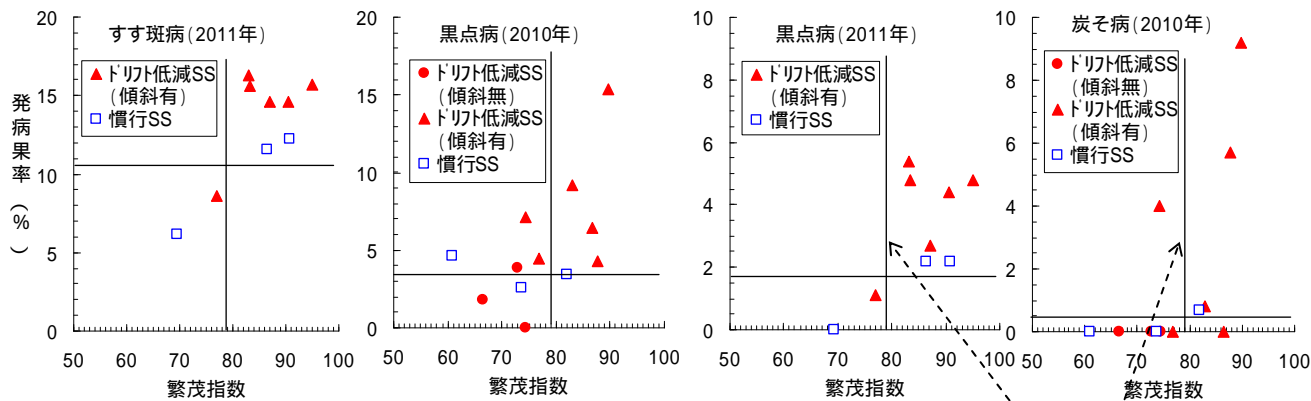 発病果率(%)
すす斑病(2011年)
ドリフト低減SS
(傾斜有)
慣行SS
20
15
10
5
0
50 60 70 80 90 100
繁茂指数
黒点病(2010年)
ドリフト低減SS
(傾斜無)
ドリフト低減SS
(傾斜有)
慣行SS
20
15
10
5
0
50 60 70 80 90 100
繁茂指数
黒点病(2011年)
ドリフト低減SS
(傾斜有)
慣行SS
10
8
6
4
2
0
50 60 70 80 90 100
繁茂指数
炭そ病(2010年)
ドリフト低減SS
(傾斜無)
ドリフト低減SS
(傾斜有)
慣行SS
10
8
6
4
2
0
50 60 70 80 90 100
繁茂指数